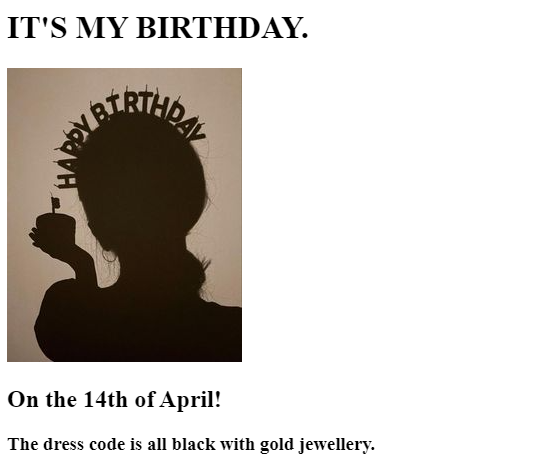 IT'S MY BIRTHDAY.
HAPPY BIRTHDAY
On the 14th of April!
The dress code is all black with gold jewellery.